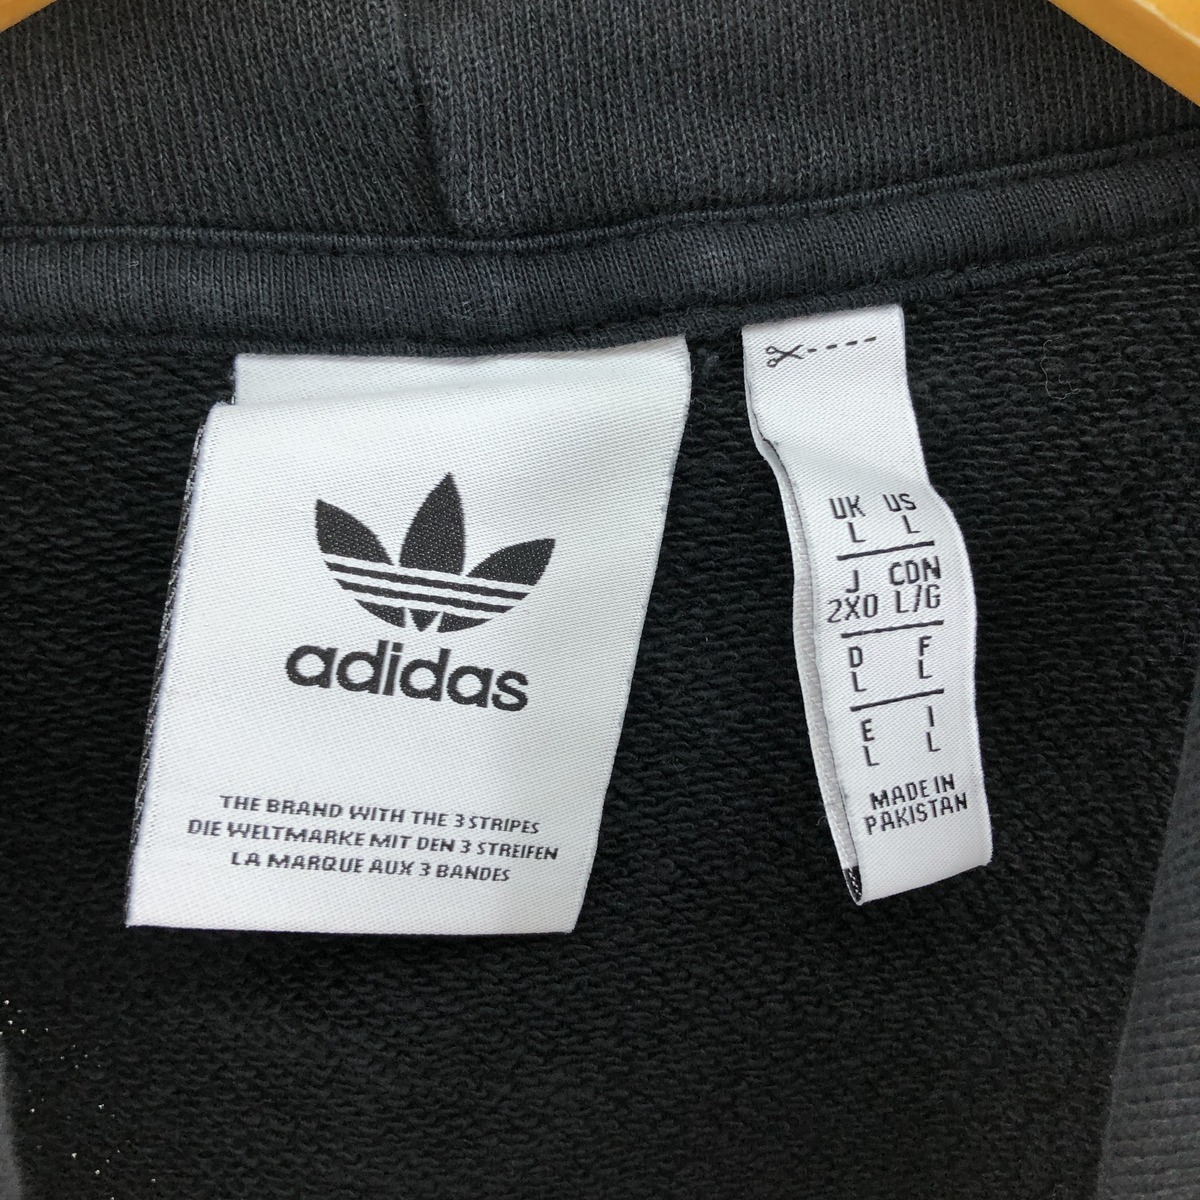 adidas
THE BRAND WITH THE 3 STRIPES
DIE WELTMARKE MIT DEN 3 STREIFEN
LA MARQUE AUX 3 BANDES
UK US
L L
J CDN
2XO L/G
D F
L L
E I
L L
MADE IN
PAKISTAN